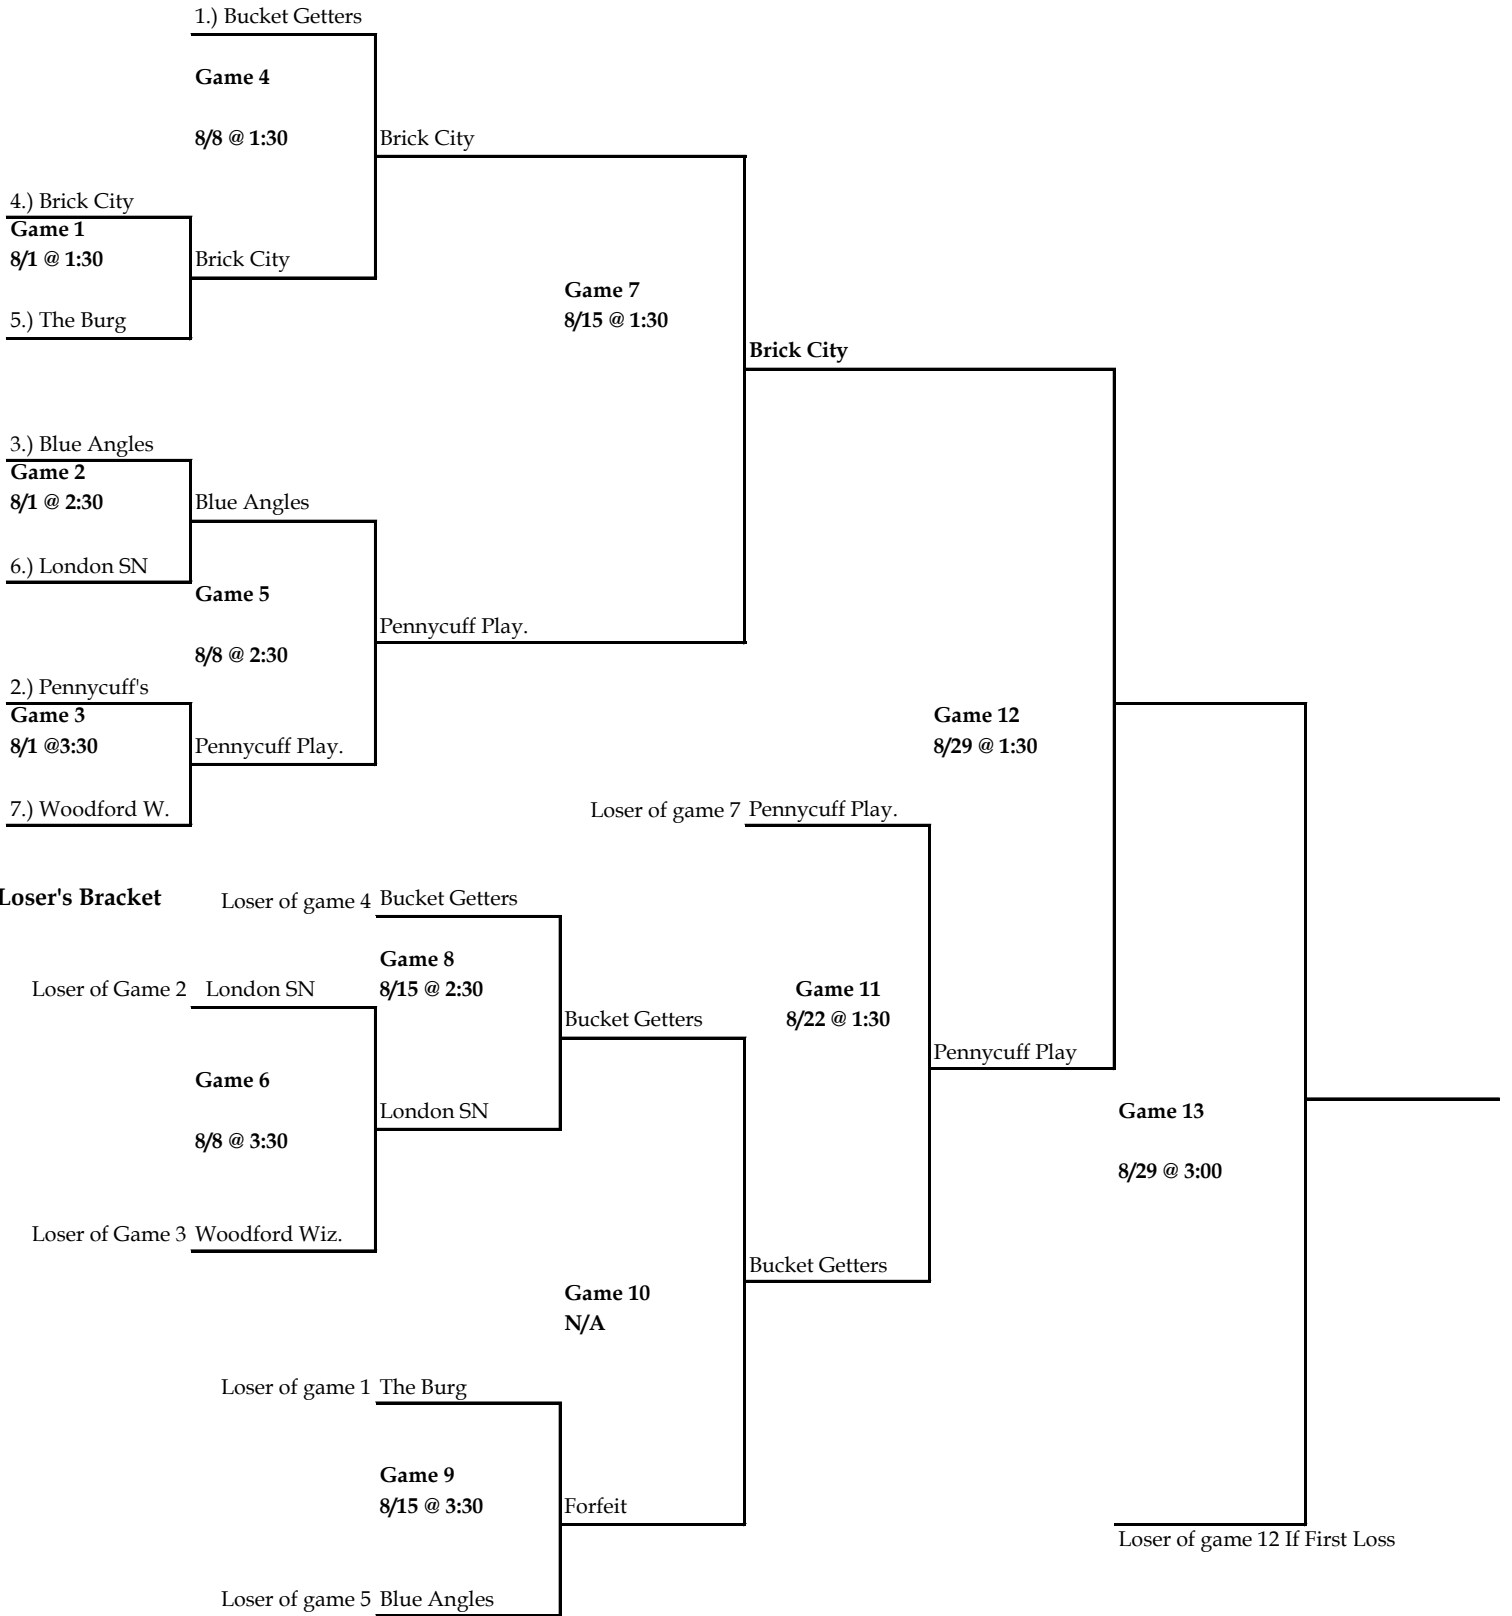 1.) Bucket Getters
Game 4
8/8 @ 1:30
Brick City
4.) Brick City
Game 1
8/1 @ 1:30
Brick City
5.) The Burg
Game 7
8/15 @ 1:30
Brick City
3.) Blue Angles
Game 2
8/1 @ 2:30
Blue Angles
6.) London SN
Game 5
8/8 @ 2:30
Pennycuff Play.
2.) Pennycuff's
Game 3
8/1 @3:30
Pennycuff Play.
7.) Woodford W.
Game 12
8/29 @ 1:30
Loser of game 7 Pennycuff Play.
Loser's Bracket
Loser of game 4 Bucket Getters
Game 8
8/15 @ 2:30
Loser of Game 2 London SN
Bucket Getters
Game 11
8/22 @ 1:30
Pennycuff Play
Game 6
8/8 @ 3:30
London SN
Game 13
8/29 @ 3:00
Loser of Game 3 Woodford Wiz.
Bucket Getters
Game 10
N/A
Loser of game 1 The Burg
Game 9
8/15 @ 3:30
Forfeit
Loser of game 12 If First Loss
Loser of game 5 Blue Angles